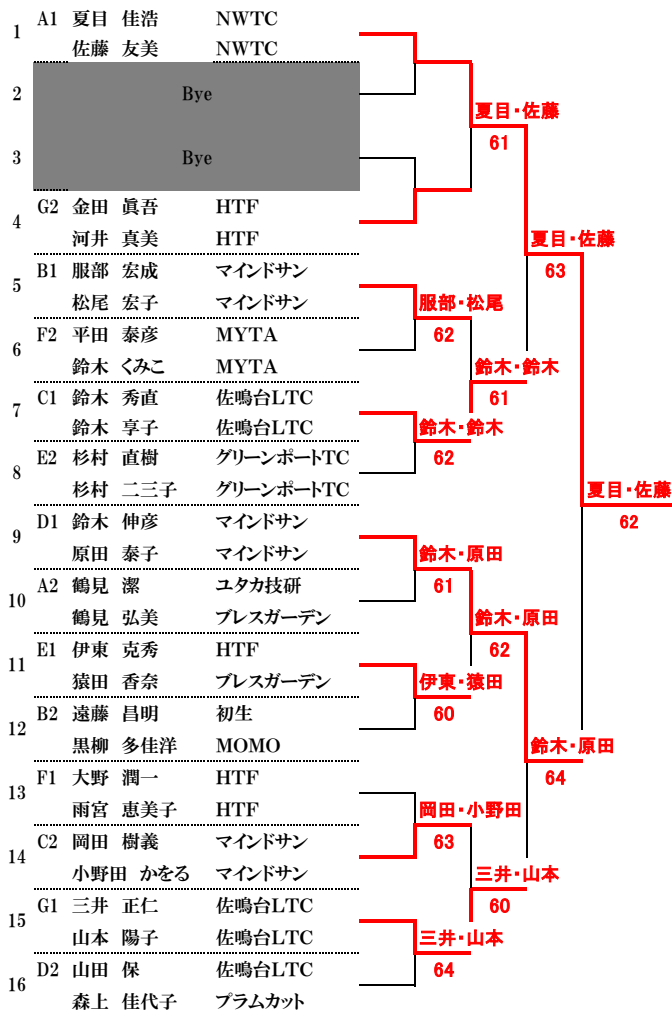 1 A1 夏目 佳浩 NWTC
佐藤 友美 NWTC
2 Bye
夏目・佐藤
61
3 Bye
4 G2 金田 眞吾 HTF
河井 真美 HTF
夏目・佐藤
63
5 B1 服部 宏成 マインドサン
松尾 宏子 マインドサン
服部・松尾
62
6 F2 平田 泰彦 MYTA
鈴木 くみこ MYTA
鈴木・鈴木
61
7 C1 鈴木 秀直 佐鳴台LTC
鈴木 享子 佐鳴台LTC
鈴木・鈴木
62
8 E2 杉村 直樹 グリーンポートTC
杉村 二三子 グリーンポートTC
夏目・佐藤
62
9 D1 鈴木 伸彦 マインドサン
原田 泰子 マインドサン
鈴木・原田
61
10 A2 鶴見 潔 ユタカ技研
鶴見 弘美 ブレスガーデン
鈴木・原田
62
11 E1 伊東 克秀 HTF
猿田 香奈 ブレスガーデン
伊東・猿田
60
12 B2 遠藤 昌明 初生
黒柳 多佳洋 MOMO
鈴木・原田
64
13 F1 大野 潤一 HTF
雨宮 恵美子 HTF
岡田・小野田
63
14 C2 岡田 樹義 マインドサン
小野田 かをる マインドサン
三井・山本
60
15 G1 三井 正仁 佐鳴台LTC
山本 陽子 佐鳴台LTC
三井・山本
64
16 D2 山田 保 佐鳴台LTC
森上 佳代子 プラムカット